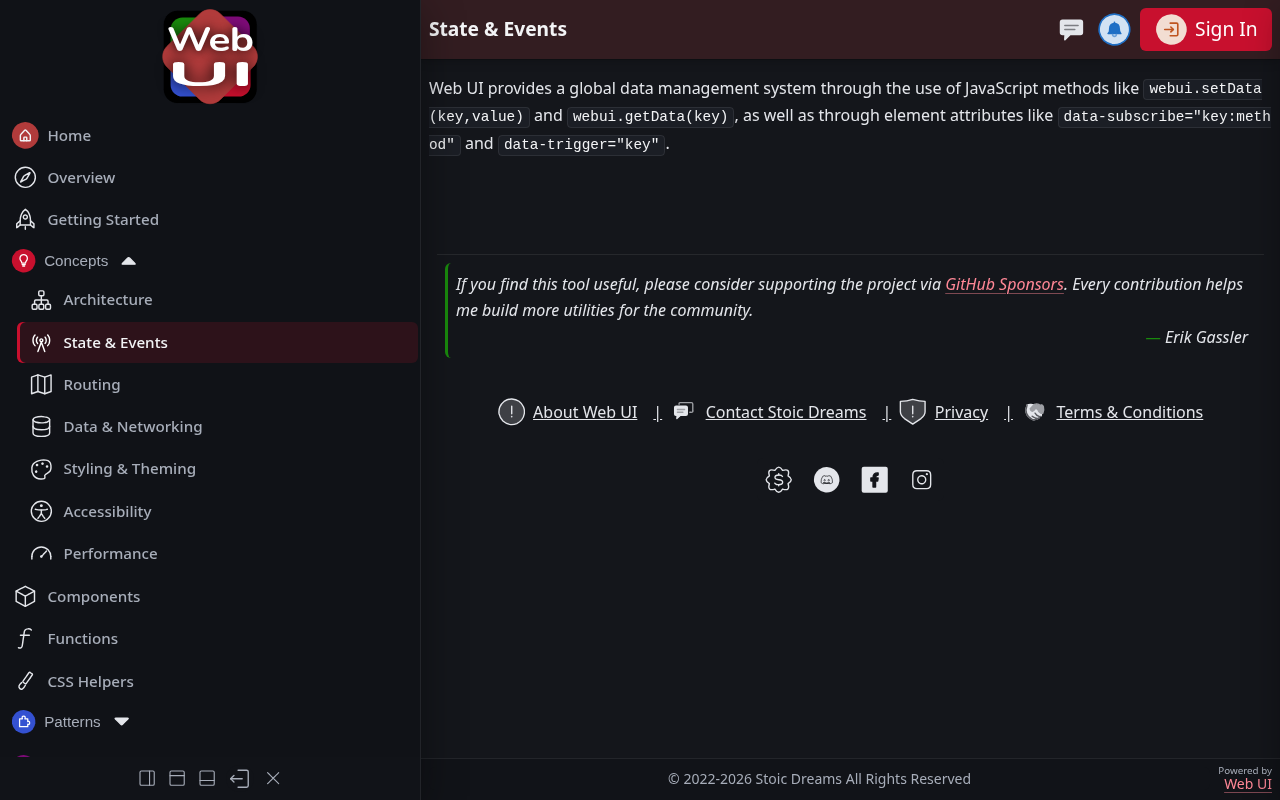 Web
UI
Home
Overview
Getting Started
Concepts
Architecture
State & Events
Routing
Data & Networking
Styling & Theming
Accessibility
Performance
Components
Functions
CSS Helpers
Patterns
State & Events
Sign In
Web UI provides a global data management system through the use of JavaScript methods like webui.setData
(key,value) and webui.getData(key), as well as through element attributes like data-subscribe="key:meth
od" and data-trigger="key".
If you find this tool useful, please consider supporting the project via GitHub Sponsors. Every contribution helps
me build more utilities for the community.
— Erik Gassler
About Web UI | Contact Stoic Dreams | Privacy | Terms & Conditions
© 2022-2026 Stoic Dreams All Rights Reserved
Powered by
Web UI